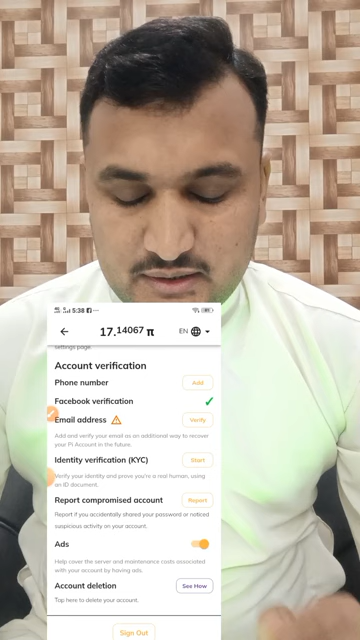 5:38
17.14067 π
EN
settings page.
Account verification
Phone number
Add
Facebook verification
Email address
Verify
Add and verify your email as an additional way to recover
your Pi Account in the future.
Identity verification (KYC)
Start
Verify your identity and prove you're a real human, using
an ID document.
Report compromised account
Report
Report if you accidentally shared your password or noticed
suspicious activity on your account.
Ads
Help cover the server and maintenance costs associated
with your account by having ads.
Account deletion
See How
Tap here to delete your account.
Sign Out